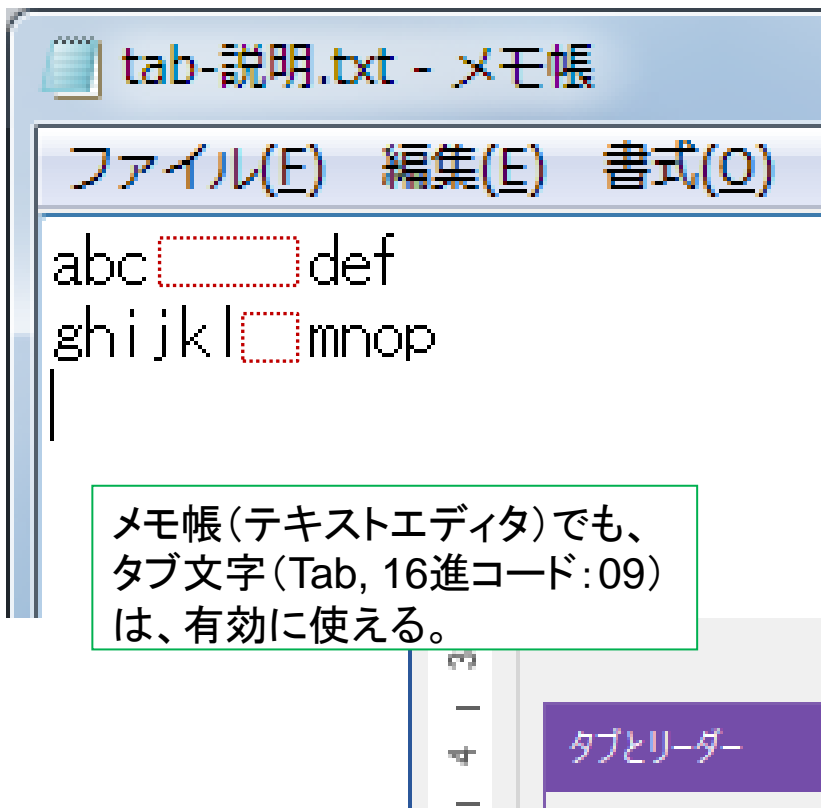 tab-説明.txt - メモ帳
ファイル(F) 編集(E) 書式(O)
abc def
ghijkl mnop
メモ帳（テキストエディタ）でも、
タブ文字（Tab, 16進コード：09）
は、有効に使える。
3
4
タブとリーダー